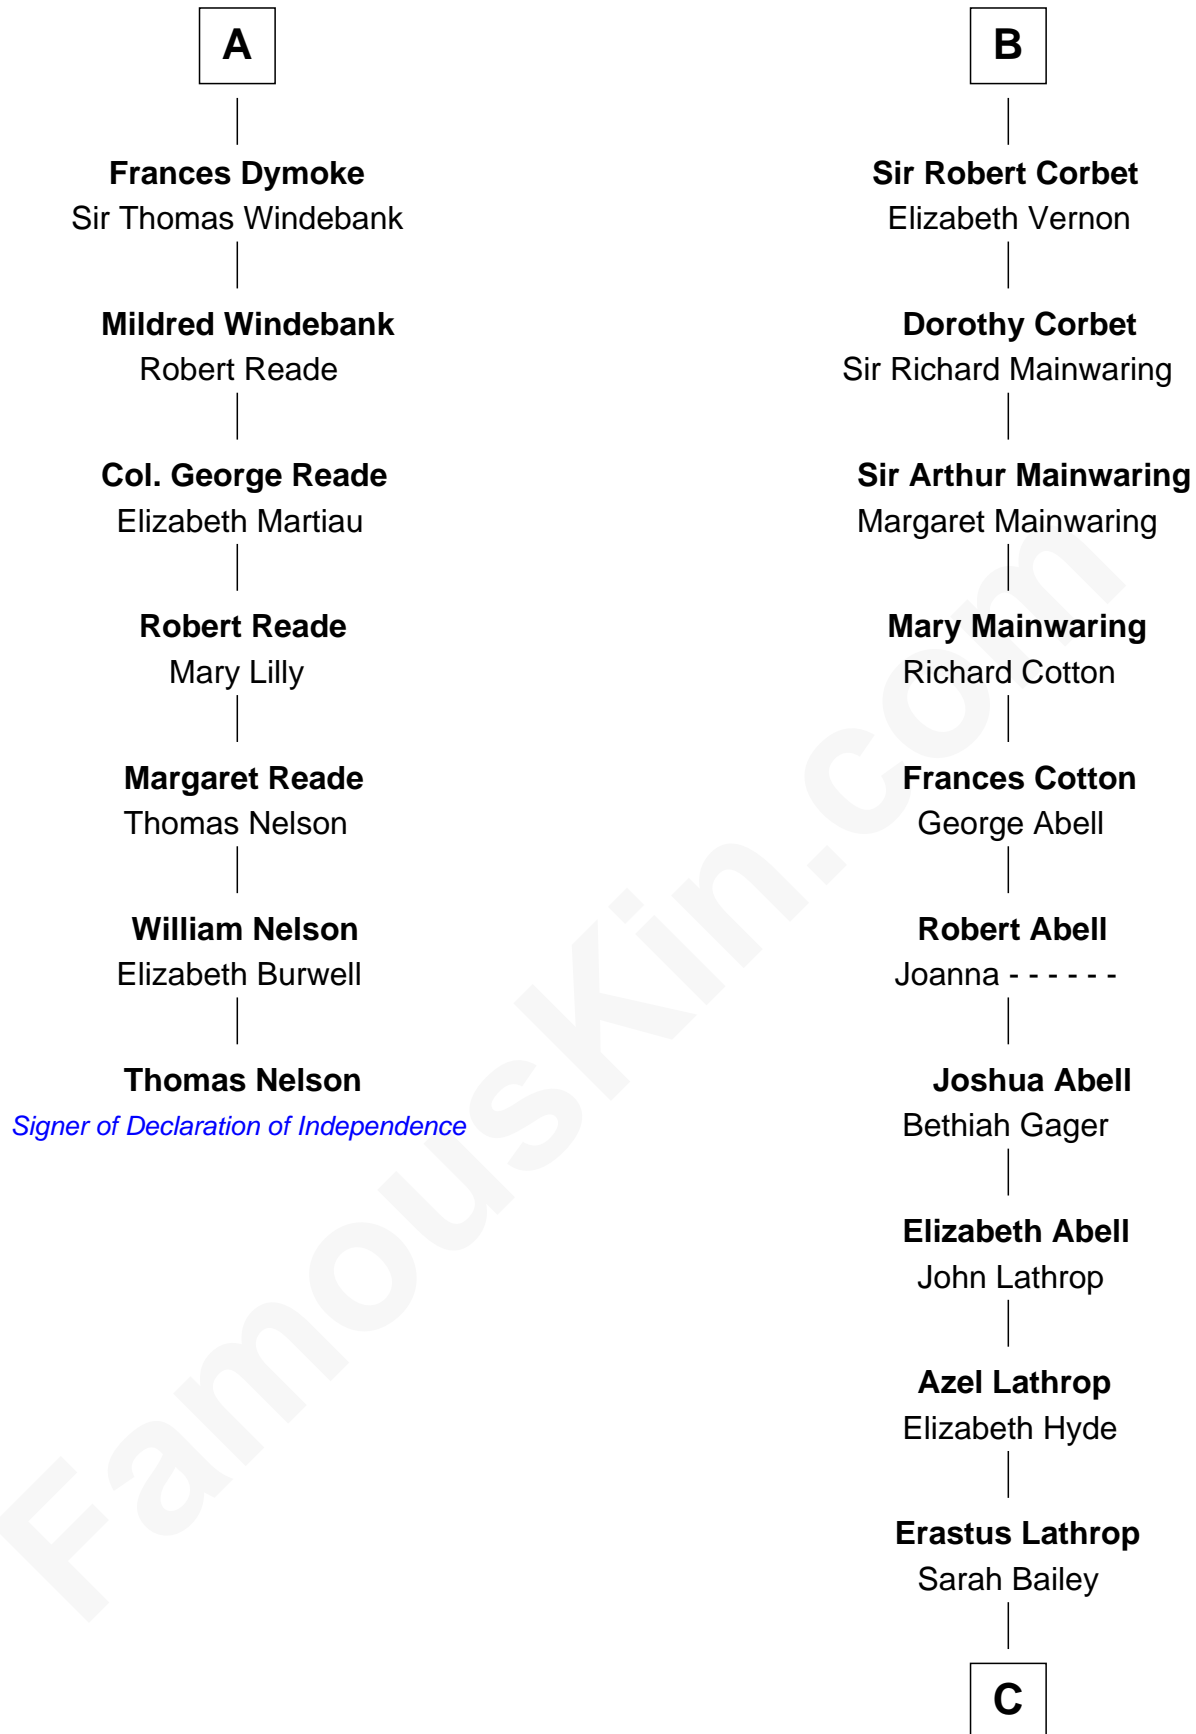 A
Frances Dymoke
Sir Thomas Windebank
Mildred Windebank
Robert Reade
Col. George Reade
Elizabeth Martiau
Robert Reade
Mary Lilly
Margaret Reade
Thomas Nelson
William Nelson
Elizabeth Burwell
Thomas Nelson
Signer of Declaration of Independence
B
Sir Robert Corbet
Elizabeth Vernon
Dorothy Corbet
Sir Richard Mainwaring
Sir Arthur Mainwaring
Margaret Mainwaring
Mary Mainwaring
Richard Cotton
Frances Cotton
George Abell
Robert Abell
Joanna - - - - - -
Joshua Abell
Bethiah Gager
Elizabeth Abell
John Lathrop
Azel Lathrop
Elizabeth Hyde
Erastus Lathrop
Sarah Bailey
C
FamousKin.com